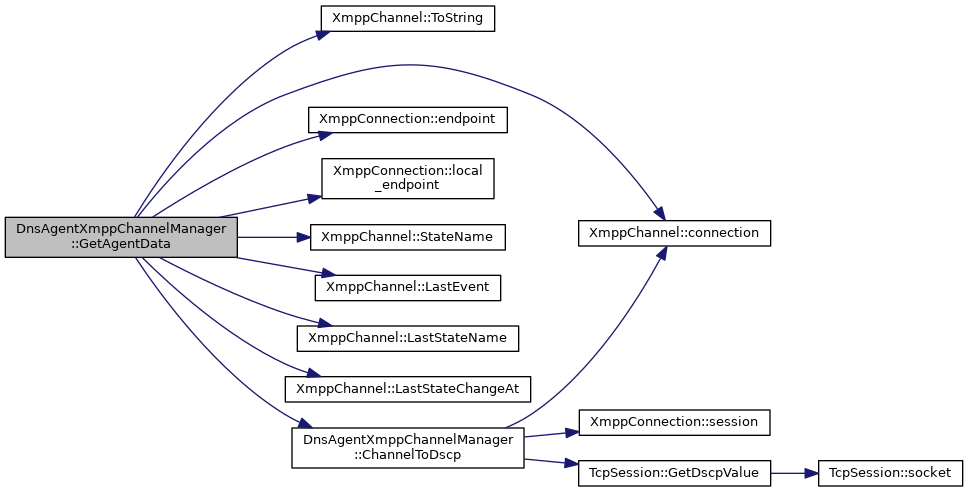 XmppChannel::ToString
XmppConnection::endpoint
XmppConnection::local
_endpoint
DnsAgentXmppChannelManager
::GetAgentData
XmppChannel::StateName
XmppChannel::connection
XmppChannel::LastEvent
XmppChannel::LastStateName
XmppChannel::LastStateChangeAt
DnsAgentXmppChannelManager
::ChannelToDscp
XmppConnection::session
TcpSession::GetDscpValue
TcpSession::socket